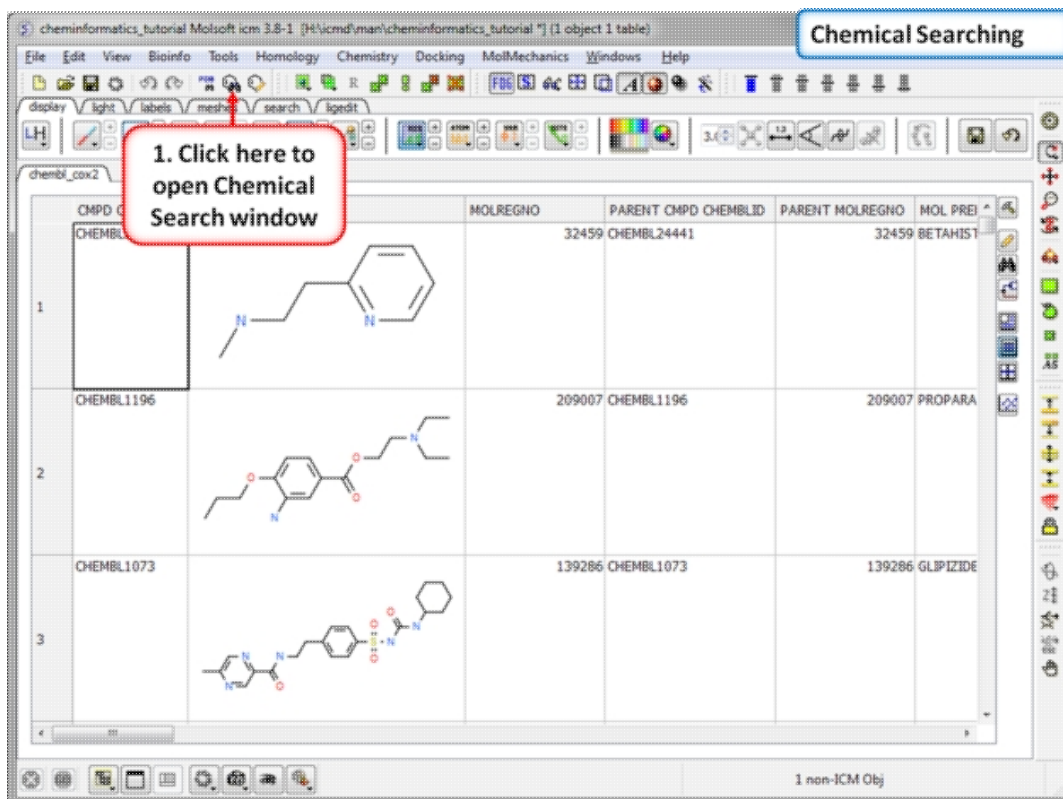 cheminformatics_tutorial Molsoft icm 3.8-1 [H:\icmd\man\cheminformatics_tutorial *] (1 object 1 table)
Chemical Searching
File Edit View Bioinfo Tools Homology Chemistry Docking MolMechanics Windows Help
R FOG A
display light labels meshes search ligedit
LH
chembl_cox2
1. Click here to
open Chemical
Search window
CMPD MOLREGNO PARENT CMPD CHEMBLID PARENT MOLREGNO MOL PRE
CHEMBL 32459 CHEMBL24441 32459 BETAHIST
1
N N
CHEMBL1196 209007 CHEMBL1196 209007 PROPARA
2
N
O
O
O
N
CHEMBL1073 139286 CHEMBL1073 139286 GLIPIZIDE
3
O
O N
S N
N N O
N O
1 non-ICM Obj